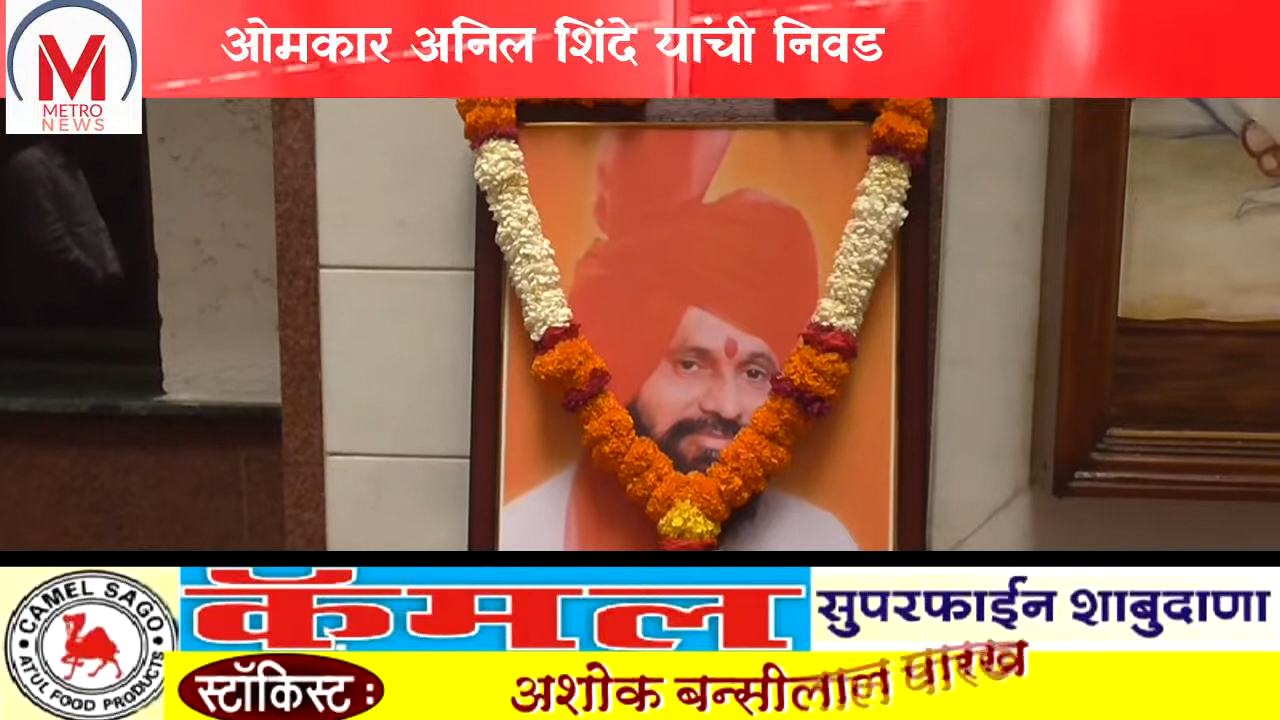 ओमकार अनिल शिंदे यांची निवड
METRO
NEWS
CAMEL SAGO
ATUL FOOD PRODUCTS
कॅमल
सुपरफाईन शाबुदाणा
स्टॉकिस्ट :
अशोक बन्सीलाल पारख